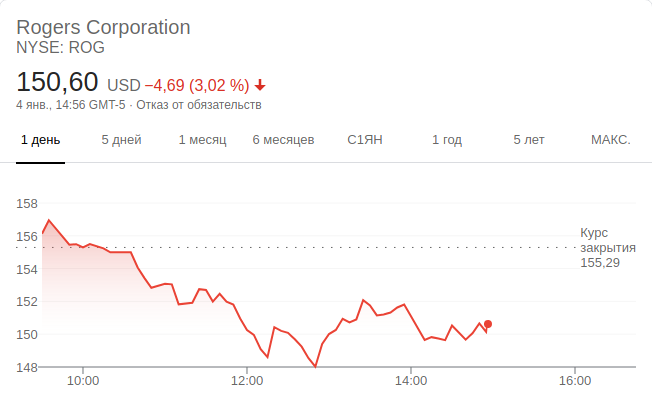 Rogers Corporation
NYSE: ROG
150,60 USD −4,69 (3,02 %)
4 янв., 14:56 GMT-5 · Отказ от обязательств
1 день 5 дней 1 месяц 6 месяцев С1ЯН 1 год 5 лет МАКС.
158
156
154
152
150
148
Курс
закрытия
155,29
10:00 12:00 14:00 16:00